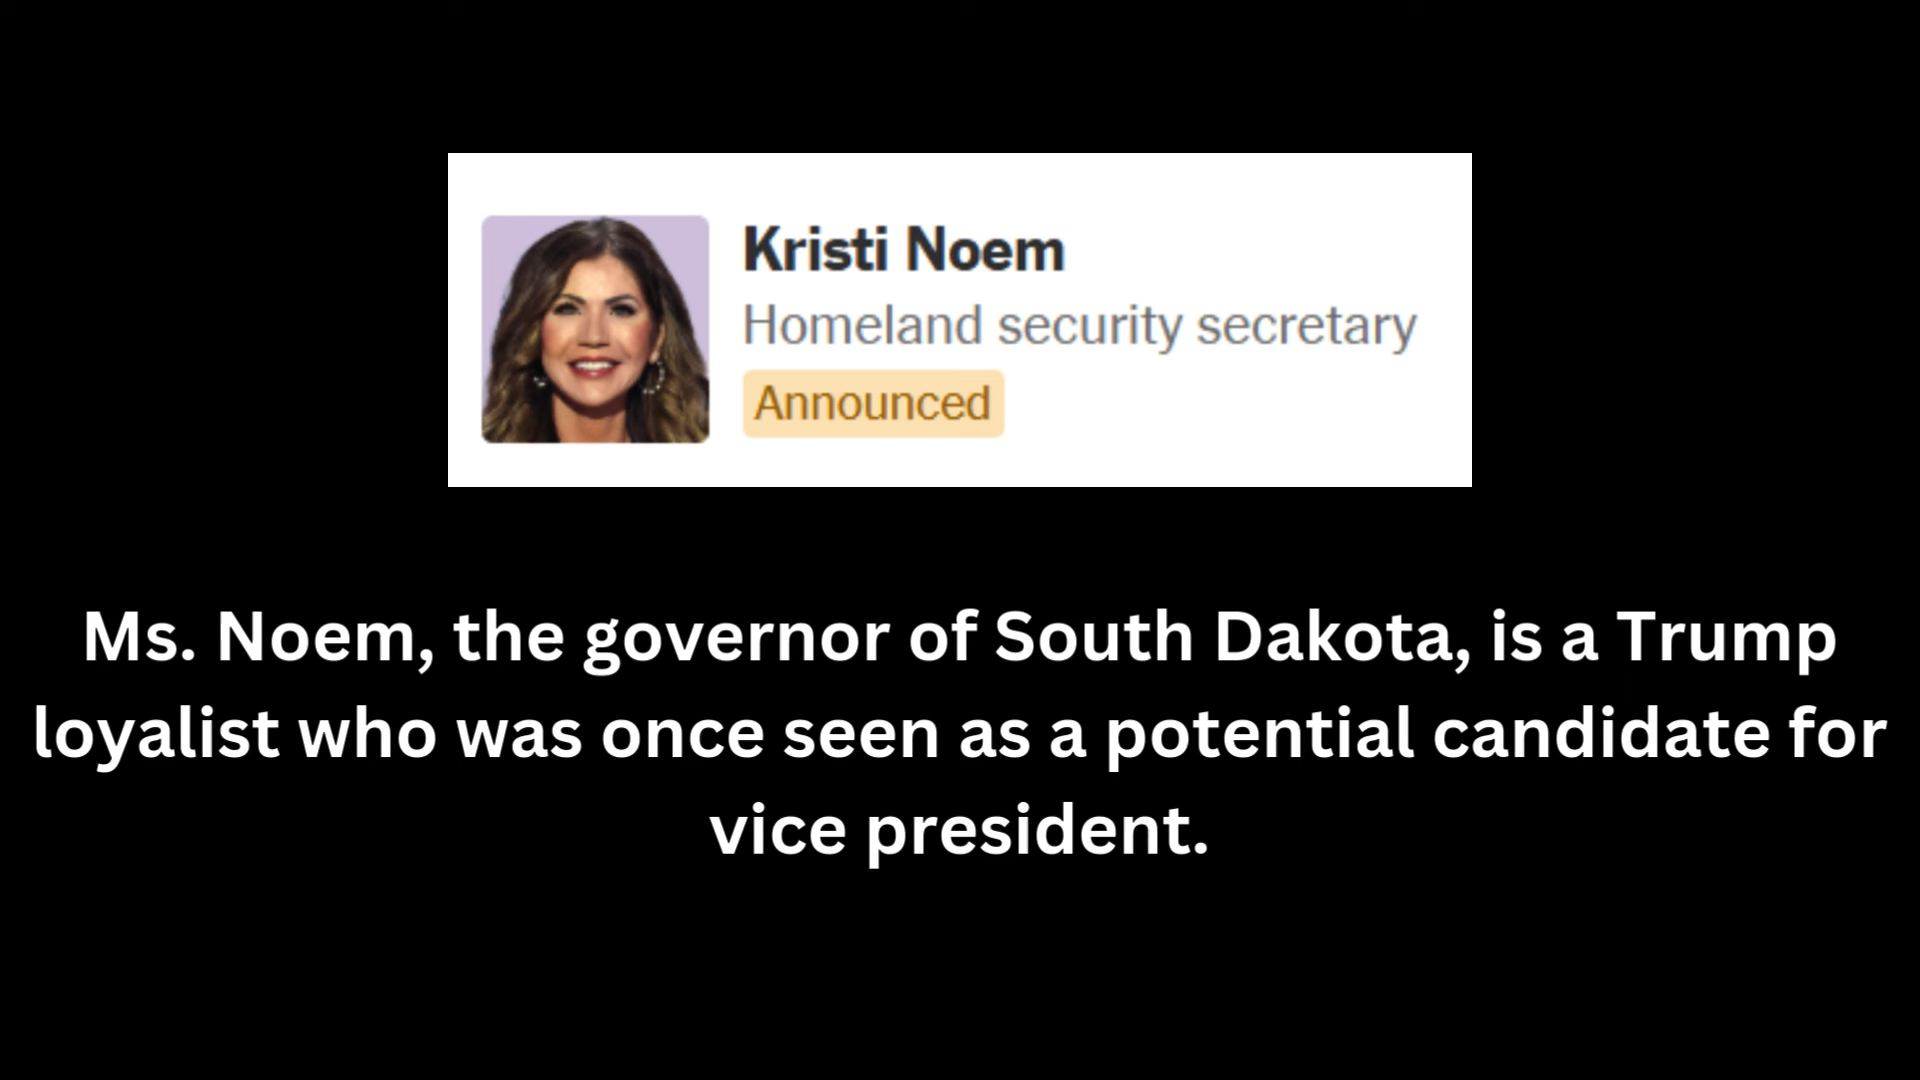 Kristi Noem
Homeland security secretary
Announced
Ms. Noem, the governor of South Dakota, is a Trump
loyalist who was once seen as a potential candidate for
vice president.